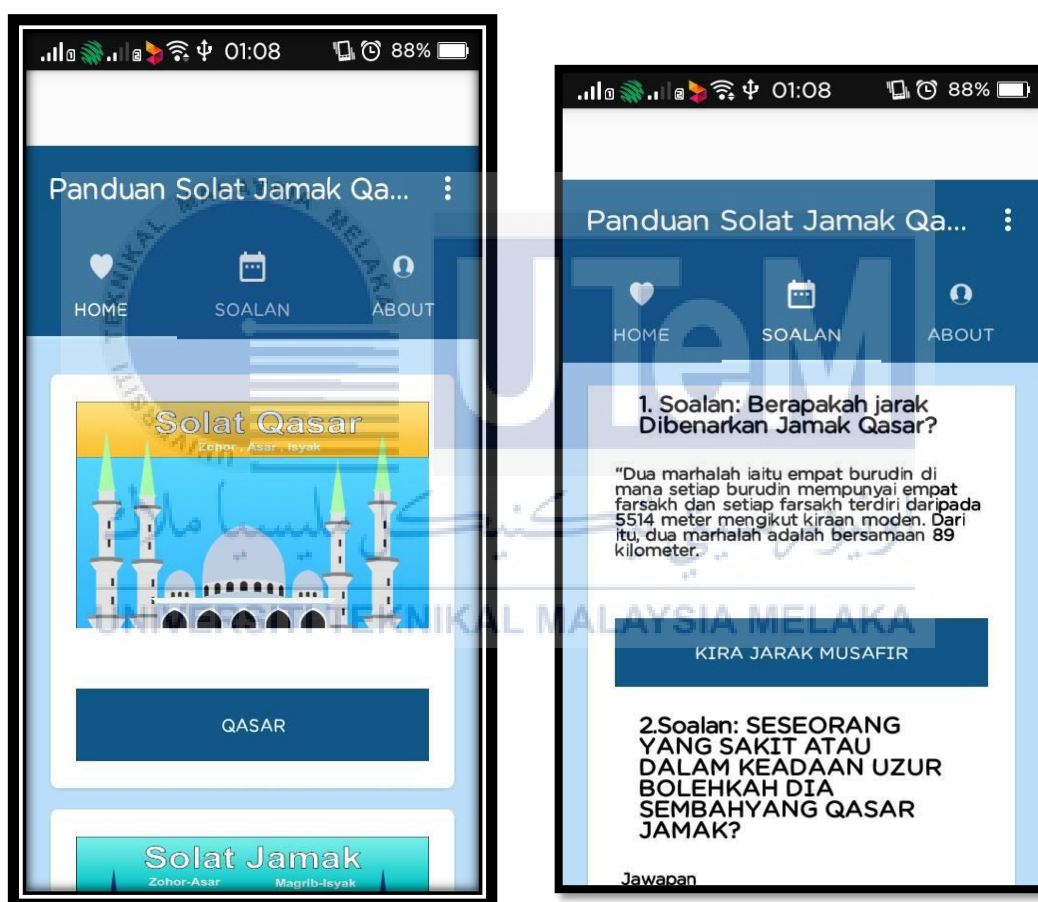 01:08
88%
Panduan Solat Jamak Qa...
HOME
SOALAN
ABOUT
Solat Qasar
Zohor , Asar , Isyak
QASAR
Solat Jamak
Zohor-Asar Magrib-Isyak
01:08
88%
Panduan Solat Jamak Qa...
HOME
SOALAN
ABOUT
1. Soalan: Berapakah jarak
Dibenarkan Jamak Qasar?
"Dua marhalah iaitu empat burudin di
mana setiap burudin mempunyai empat
farsakh dan setiap farsakh terdiri daripada
5514 meter mengikut kiraan moden. Dari
itu, dua marhalah adalah bersamaan 89
kilometer.
KIRA JARAK MUSAFIR
2.Soalan: SESEORANG
YANG SAKIT ATAU
DALAM KEADAAN UZUR
BOLEHKAH DIA
SEMBAHYANG QASAR
JAMAK?
Jawapan
UTeM
UNIVERSITI TEKNIKAL MALAYSIA MELAKA